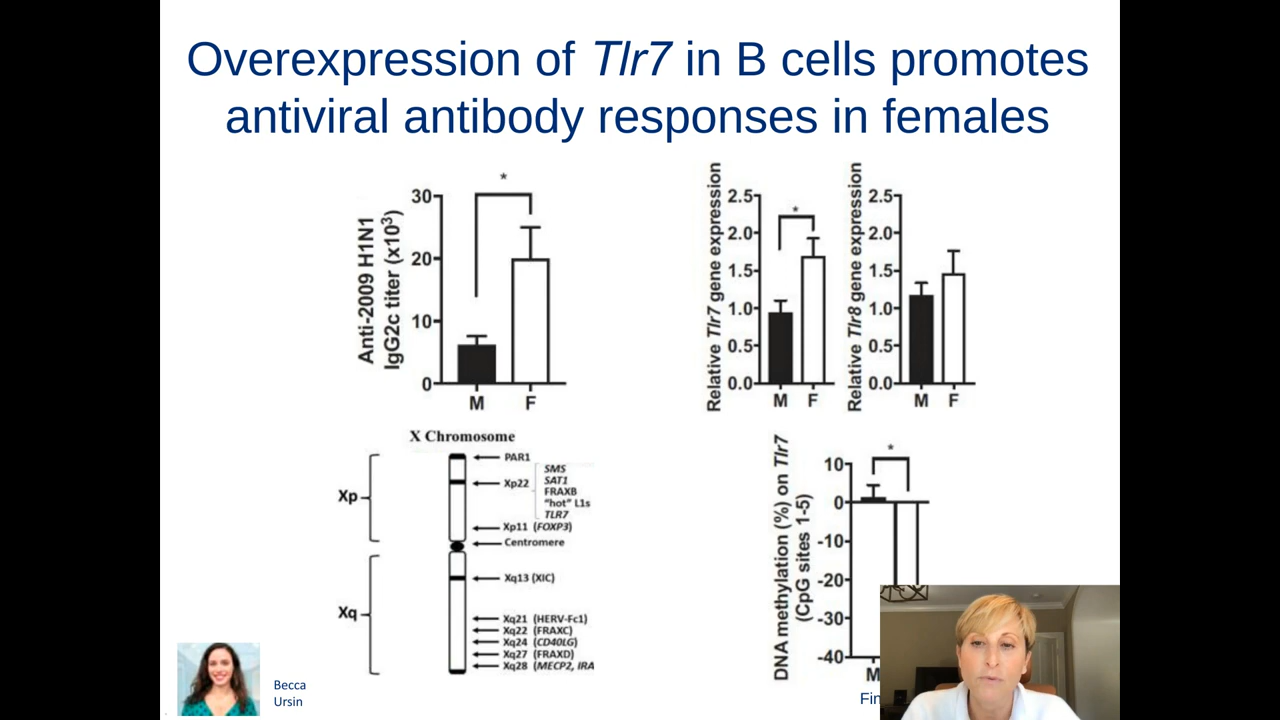 Overexpression of Tlr7 in B cells promotes
antiviral antibody responses in females
*
30
20
10
0
Anti-2009 H1N1
IgG2c titer (x10³)
M F
*
2.5
2.0
1.5
1.0
0.5
0.0
Relative Tlr7 gene expression
M F
2.5
2.0
1.5
1.0
0.5
0.0
Relative Tlr8 gene expression
M F
X Chromosome
Xp
Xq
PAR1
Xp22
SMS
SAT1
FRAXB
"hot" L1s
TLR7
Xp11 (FOXP3)
Centromere
Xq13 (XIC)
Xq21 (HERV-Fc1)
Xq22 (FRAXC)
Xq24 (CD40LG)
Xq27 (FRAXD)
Xq28 (MECP2, IRA
*
10
0
-10
-20
-30
-40
DNA methylation (%) on Tlr7
(CpG sites 1-5)
M
Becca
Ursin